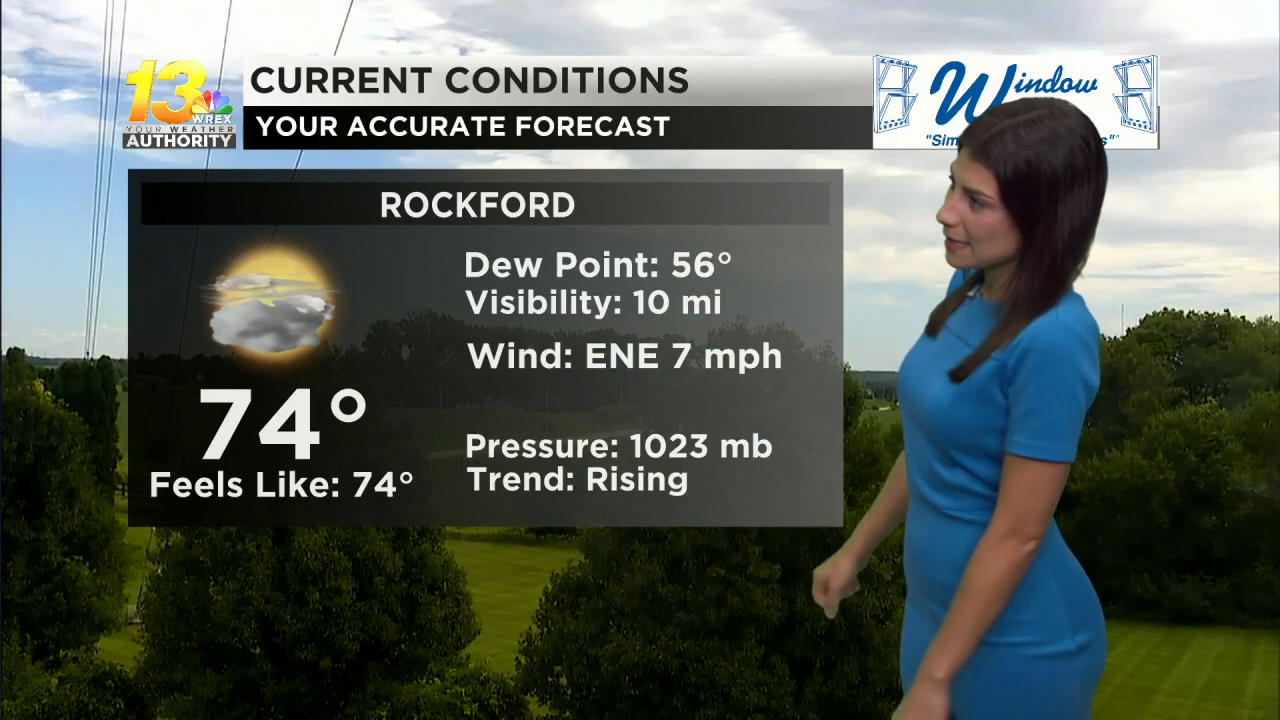 13
WREX
YOUR WEATHER
AUTHORITY
CURRENT CONDITIONS
YOUR ACCURATE FORECAST
Window
ROCKFORD
74°
Feels Like: 74°
Dew Point: 56°
Visibility: 10 mi
Wind: ENE 7 mph
Pressure: 1023 mb
Trend: Rising